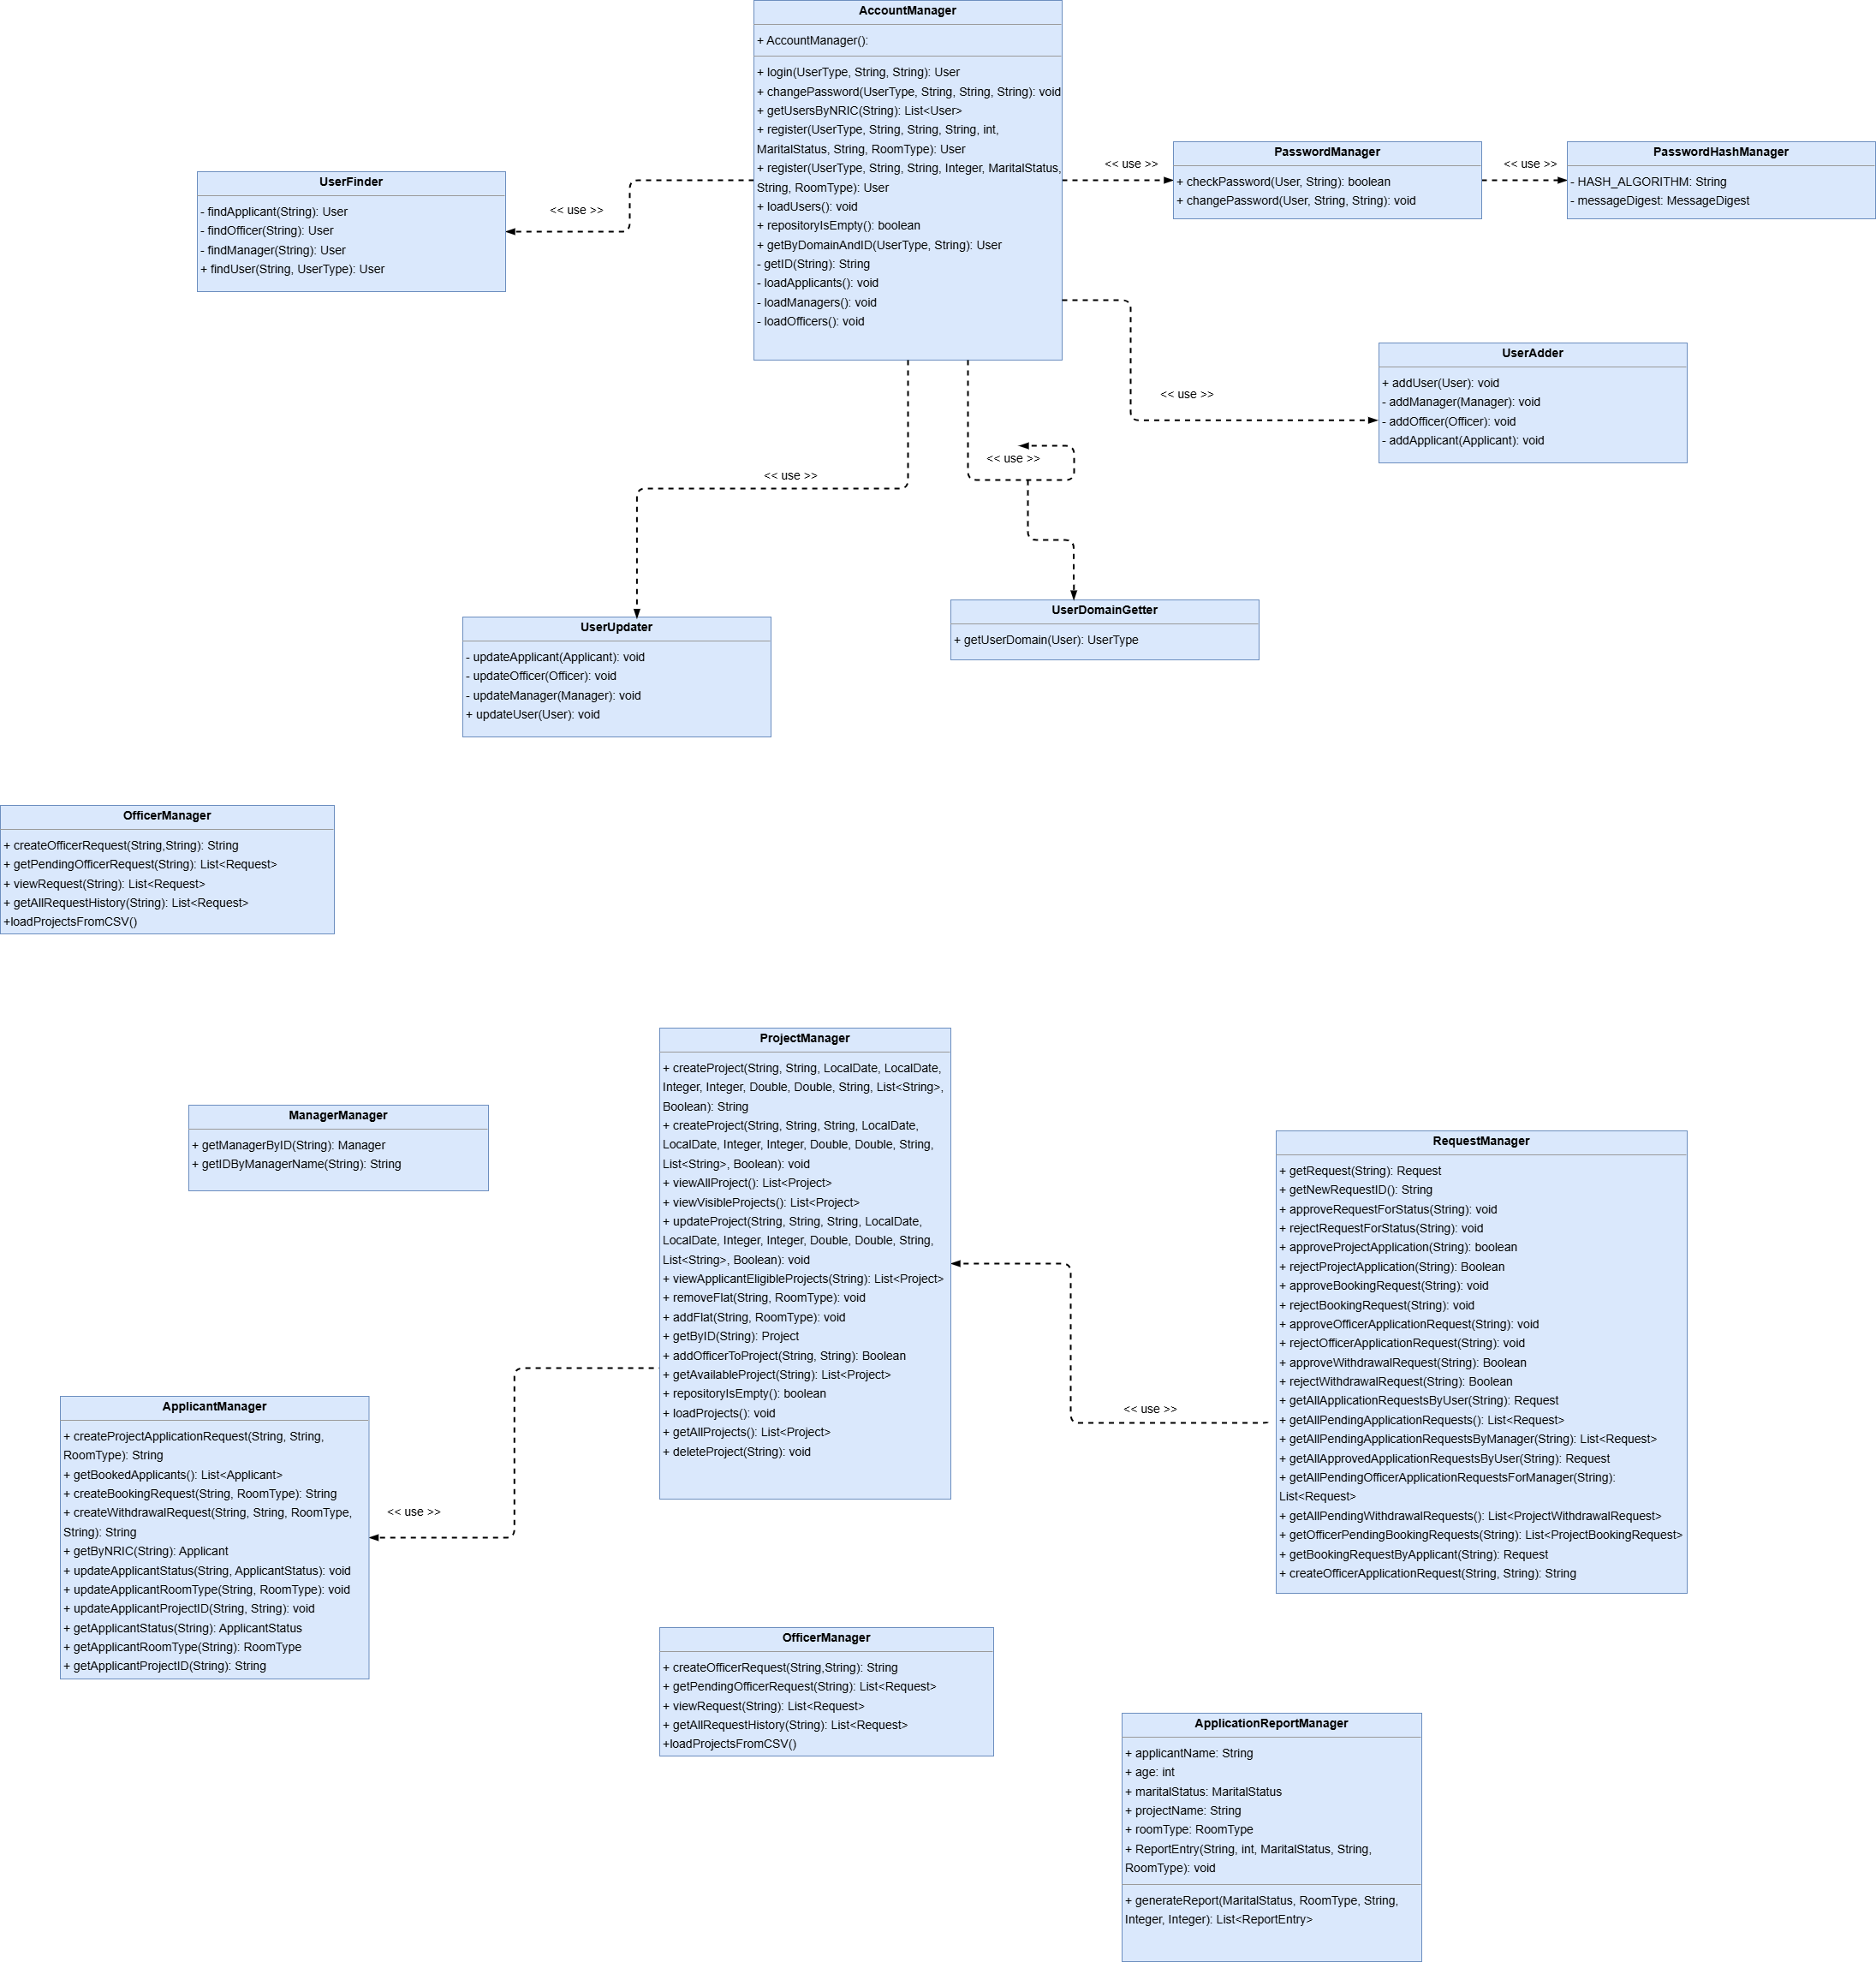 AccountManager
+ AccountManager():
+ login(UserType, String, String): User
+ changePassword(UserType, String, String, String): void
+ getUsersByNRIC(String): List<User>
+ register(UserType, String, String, String, int,
MaritalStatus, String, RoomType): User
+ register(UserType, String, String, Integer, MaritalStatus,
String, RoomType): User
+ loadUsers(): void
+ repositoryIsEmpty(): boolean
+ getByDomainAndID(UserType, String): User
- getID(String): String
- loadApplicants(): void
- loadManagers(): void
- loadOfficers(): void
<< use >>
PasswordManager
+ checkPassword(User, String): boolean
+ changePassword(User, String, String): void
<< use >>
PasswordHashManager
- HASH_ALGORITHM: String
- messageDigest: MessageDigest
UserFinder
- findApplicant(String): User
- findOfficer(String): User
- findManager(String): User
+ findUser(String, UserType): User
<< use >>
UserAdder
+ addUser(User): void
- addManager(Manager): void
- addOfficer(Officer): void
- addApplicant(Applicant): void
<< use >>
<< use >>
<< use >>
UserUpdater
- updateApplicant(Applicant): void
- updateOfficer(Officer): void
- updateManager(Manager): void
+ updateUser(User): void
UserDomainGetter
+ getUserDomain(User): UserType
OfficerManager
+ createOfficerRequest(String,String): String
+ getPendingOfficerRequest(String): List<Request>
+ viewRequest(String): List<Request>
+ getAllRequestHistory(String): List<Request>
+loadProjectsFromCSV()
ProjectManager
+ createProject(String, String, LocalDate, LocalDate,
Integer, Integer, Double, Double, String, List<String>,
Boolean): String
+ createProject(String, String, String, LocalDate,
LocalDate, Integer, Integer, Double, Double, String,
List<String>, Boolean): void
+ viewAllProject(): List<Project>
+ viewVisibleProjects(): List<Project>
+ updateProject(String, String, String, LocalDate,
LocalDate, Integer, Integer, Double, Double, String,
List<String>, Boolean): void
+ viewApplicantEligibleProjects(String): List<Project>
+ removeFlat(String, RoomType): void
+ addFlat(String, RoomType): void
+ getByID(String): Project
+ addOfficerToProject(String, String): Boolean
+ getAvailableProject(String): List<Project>
+ repositoryIsEmpty(): boolean
+ loadProjects(): void
+ getAllProjects(): List<Project>
+ deleteProject(String): void
ManagerManager
+ getManagerByID(String): Manager
+ getIDByManagerName(String): String
RequestManager
+ getRequest(String): Request
+ getNewRequestID(): String
+ approveRequestForStatus(String): void
+ rejectRequestForStatus(String): void
+ approveProjectApplication(String): boolean
+ rejectProjectApplication(String): Boolean
+ approveBookingRequest(String): void
+ rejectBookingRequest(String): void
+ approveOfficerApplicationRequest(String): void
+ rejectOfficerApplicationRequest(String): void
+ approveWithdrawalRequest(String): Boolean
+ rejectWithdrawalRequest(String): Boolean
+ getAllApplicationRequestsByUser(String): Request
+ getAllPendingApplicationRequests(): List<Request>
+ getAllPendingApplicationRequestsByManager(String): List<Request>
+ getAllApprovedApplicationRequestsByUser(String): Request
+ getAllPendingOfficerApplicationRequestsForManager(String):
List<Request>
+ getAllPendingWithdrawalRequests(): List<ProjectWithdrawalRequest>
+ getOfficerPendingBookingRequests(String): List<ProjectBookingRequest>
+ getBookingRequestByApplicant(String): Request
+ createOfficerApplicationRequest(String, String): String
<< use >>
ApplicantManager
+ createProjectApplicationRequest(String, String,
RoomType): String
+ getBookedApplicants(): List<Applicant>
+ createBookingRequest(String, RoomType): String
+ createWithdrawalRequest(String, String, RoomType,
String): String
+ getByNRIC(String): Applicant
+ updateApplicantStatus(String, ApplicantStatus): void
+ updateApplicantRoomType(String, RoomType): void
+ updateApplicantProjectID(String, String): void
+ getApplicantStatus(String): ApplicantStatus
+ getApplicantRoomType(String): RoomType
+ getApplicantProjectID(String): String
<< use >>
OfficerManager
+ createOfficerRequest(String,String): String
+ getPendingOfficerRequest(String): List<Request>
+ viewRequest(String): List<Request>
+ getAllRequestHistory(String): List<Request>
+loadProjectsFromCSV()
ApplicationReportManager
+ applicantName: String
+ age: int
+ maritalStatus: MaritalStatus
+ projectName: String
+ roomType: RoomType
+ ReportEntry(String, int, MaritalStatus, String,
RoomType): void
+ generateReport(MaritalStatus, RoomType, String,
Integer, Integer): List<ReportEntry>